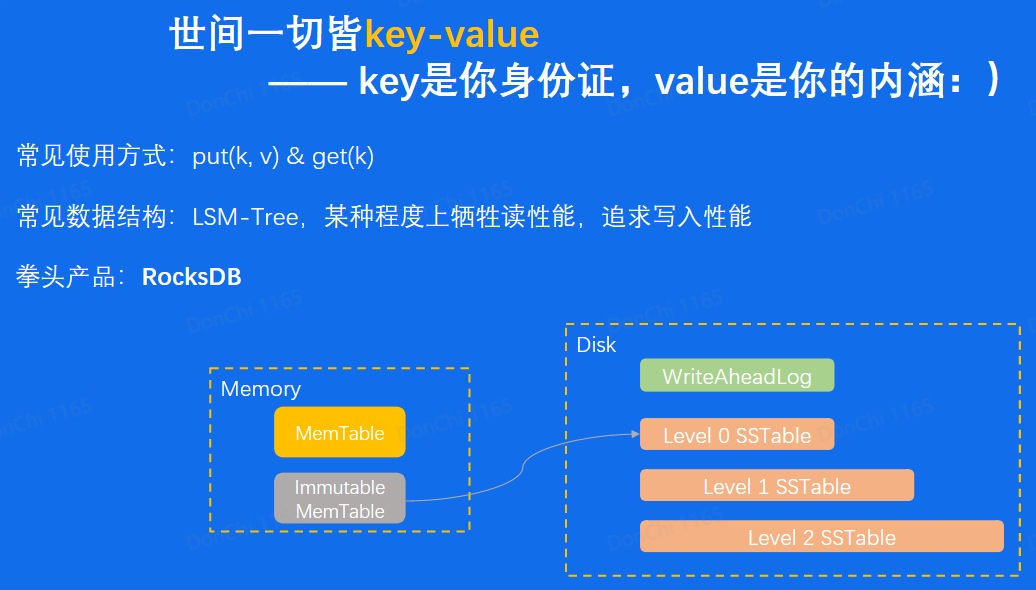 世间一切皆key-value
—— key是你身份证，value是你的内涵：）
常见使用方式：put(k, v) & get(k)
常见数据结构：LSM-Tree，某种程度上牺牲读性能，追求写入性能
拳头产品：RocksDB
Memory
MemTable
Immutable
MemTable
Disk
WriteAheadLog
Level 0 SSTable
Level 1 SSTable
Level 2 SSTable
DonChi 1165